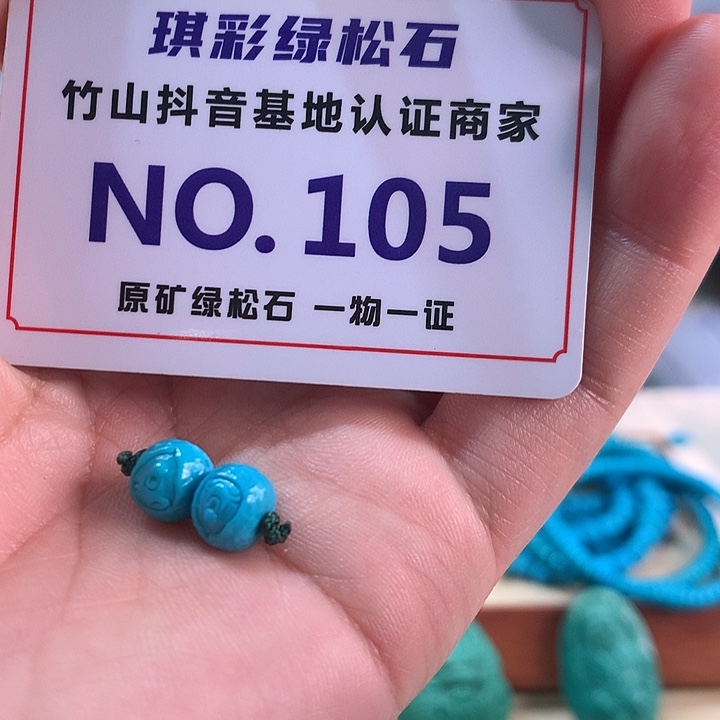 琪彩绿松石
竹山抖音基地认证商家
NO.105
原矿绿松石 一物一证